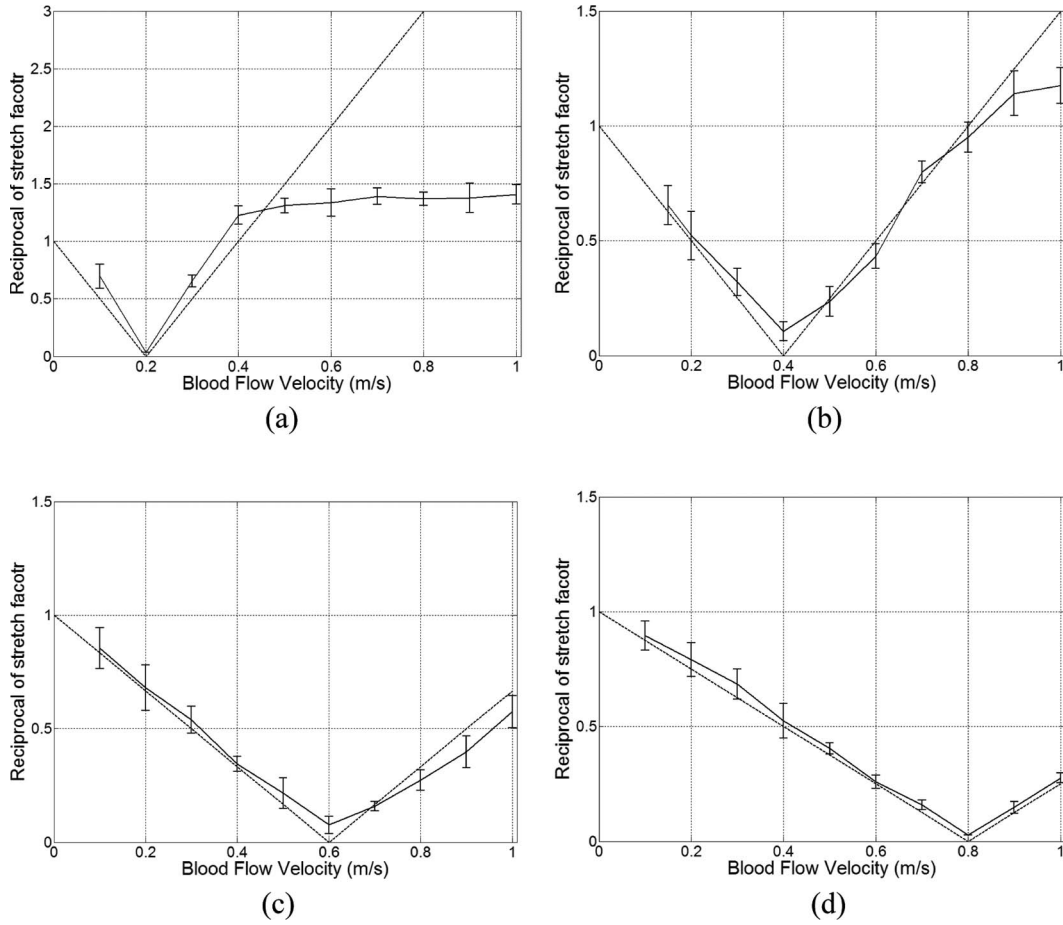 3
2.5
2
1.5
1
0.5
0
Reciprocal of stretch facotr
0 0.2 0.4 0.6 0.8 1
Blood Flow Velocity (m/s)
(a)
1.5
1
0.5
0
Reciprocal of stretch facotr
0 0.2 0.4 0.6 0.8 1
Blood Flow Velocity (m/s)
(b)
1.5
1
0.5
0
Reciprocal of stretch facotr
0 0.2 0.4 0.6 0.8 1
Blood Flow Velocity (m/s)
(c)
1.5
1
0.5
0
Reciprocal of stretch facotr
0 0.2 0.4 0.6 0.8 1
Blood Flow Velocity (m/s)
(d)